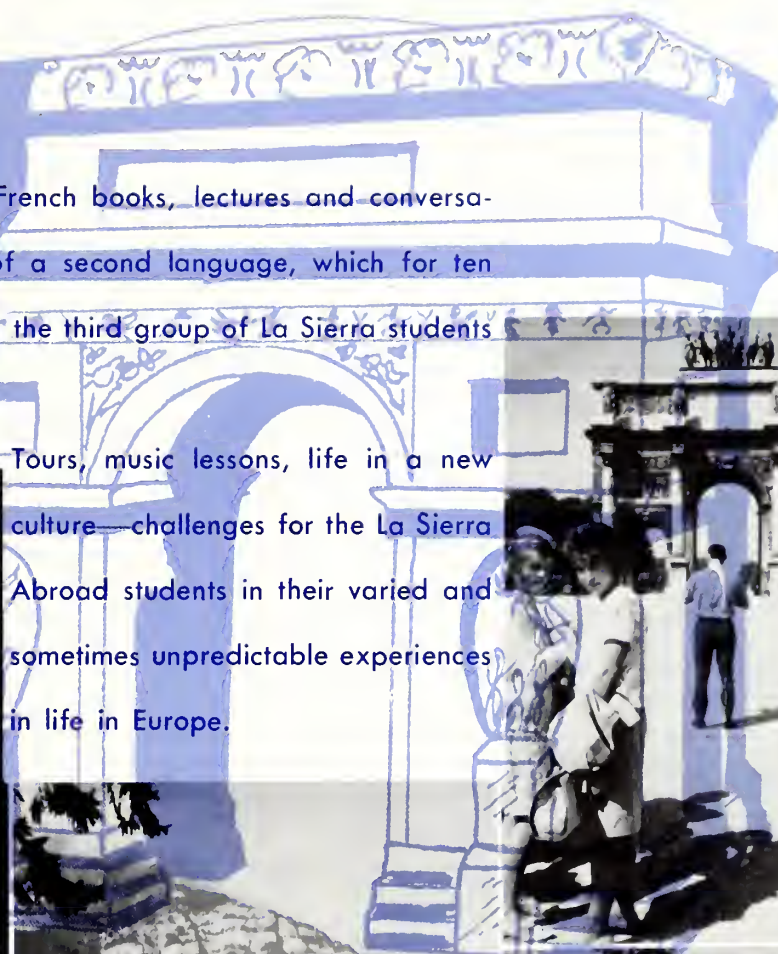 French books, lectures and conversa-
of a second language, which for ten
the third group of La Sierra students
Tours, music lessons, life in a new
culture—challenges for the La Sierra
Abroad students in their varied and
sometimes unpredictable experiences
in life in Europe.